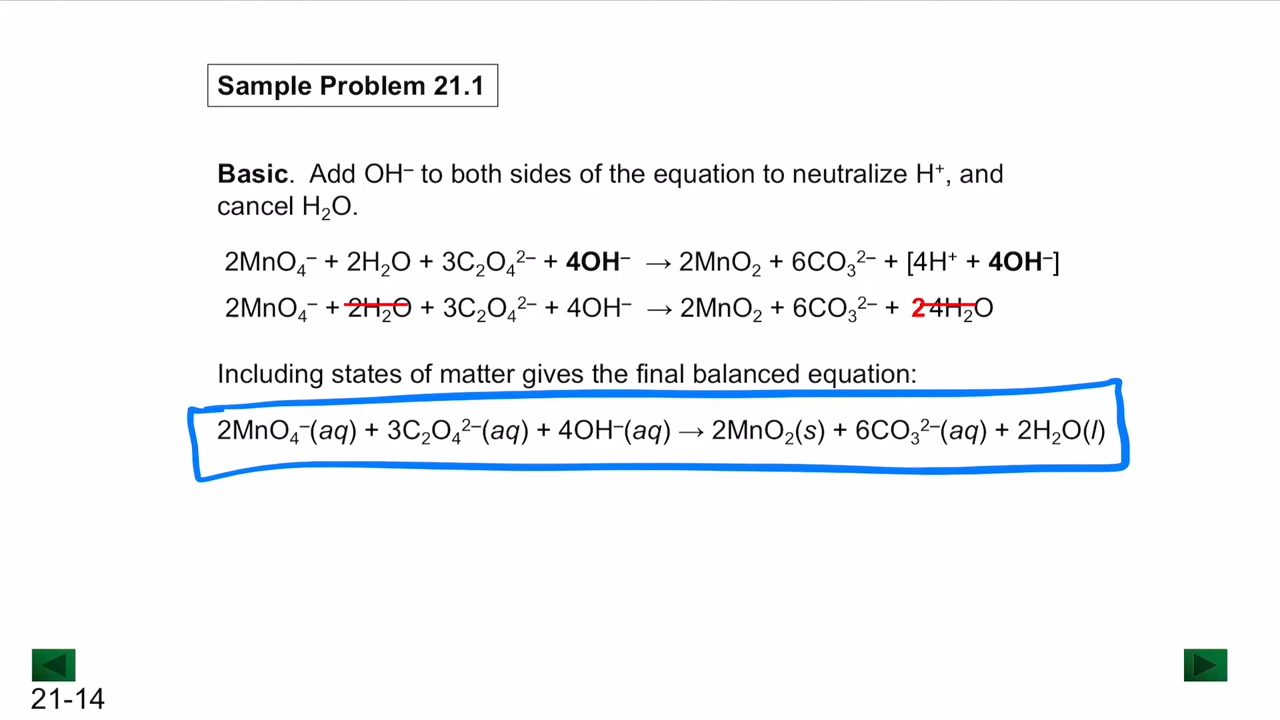 Sample Problem 21.1
Basic. Add OH⁻ to both sides of the equation to neutralize H⁺, and
cancel H₂O.
2MnO₄⁻ + 2H₂O + 3C₂O₄²⁻ + 4OH⁻ → 2MnO₂ + 6CO₃²⁻ + [4H⁺ + 4OH⁻]
2MnO₄⁻ + 2H₂O + 3C₂O₄²⁻ + 4OH⁻ → 2MnO₂ + 6CO₃²⁻ + 2 4H₂O
Including states of matter gives the final balanced equation:
2MnO₄⁻(aq) + 3C₂O₄²⁻(aq) + 4OH⁻(aq) → 2MnO₂(s) + 6CO₃²⁻(aq) + 2H₂O(l)
21-14